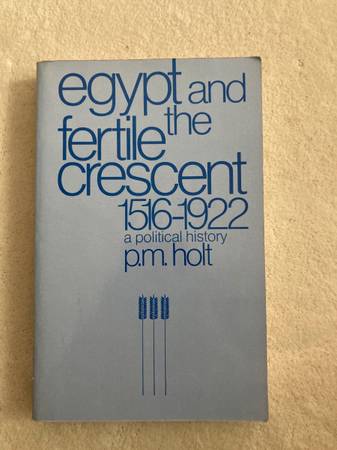 egypt and
the
fertile
crescent
1516-1922
a political history
p.m. holt